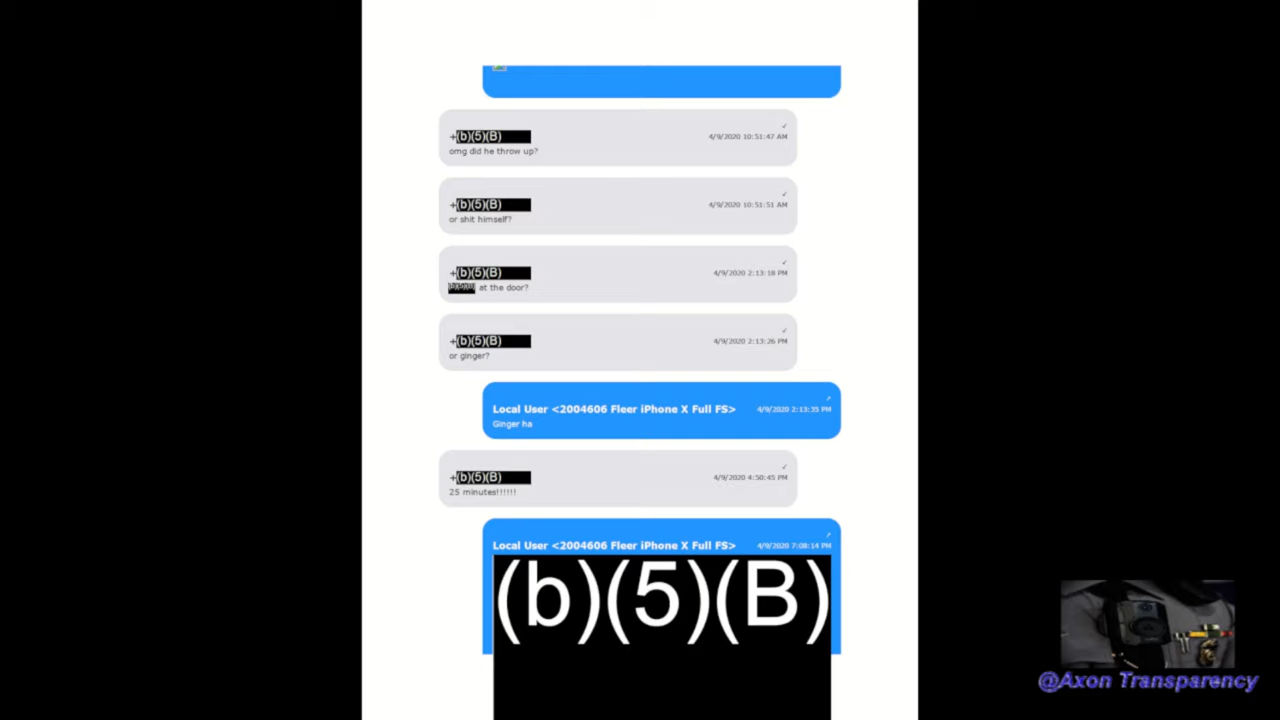 +(b)(5)(B)
4/9/2020 10:51:47 AM
omg did he throw up?
+(b)(5)(B)
4/9/2020 10:51:51 AM
or shit himself?
+(b)(5)(B)
4/9/2020 2:13:18 PM
at the door?
+(b)(5)(B)
4/9/2020 2:13:26 PM
or ginger?
Local User <2004606 Fleer iPhone X Full FS>
4/9/2020 2:13:35 PM
Ginger ha
+(b)(5)(B)
4/9/2020 4:50:45 PM
25 minutes!!!!!!
Local User <2004606 Fleer iPhone X Full FS>
4/9/2020 7:08:14 PM
(b)(5)(B)
@Axon Transparency